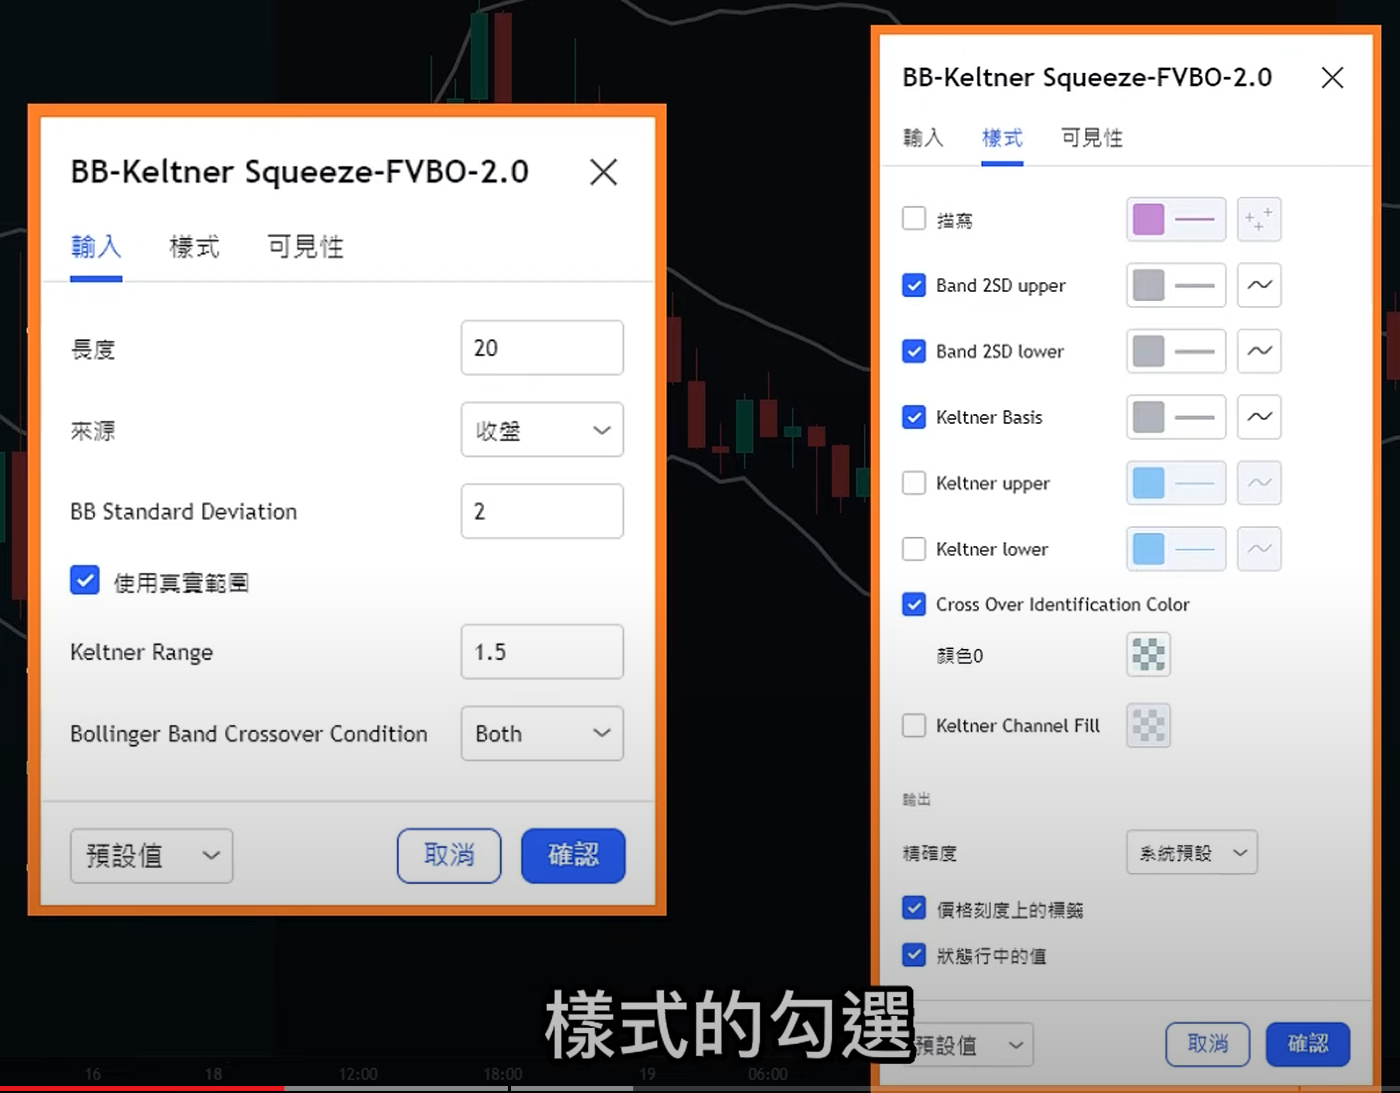 BB-Keltner Squeeze-FVBO-2.0
輸入 樣式 可見性
長度 20
來源 收盤
BB Standard Deviation 2
使用真實範圍
Keltner Range 1.5
Bollinger Band Crossover Condition Both
預設值 取消 確認
BB-Keltner Squeeze-FVBO-2.0
輸入 樣式 可見性
描寫
Band 2SD upper
Band 2SD lower
Keltner Basis
Keltner upper
Keltner lower
Cross Over Identification Color
顏色0
Keltner Channel Fill
輸出
精確度 系統預設
價格刻度上的標籤
狀態行中的值
預設值 取消 確認
樣式的勾選
16 18 12:00 18:00 19 06:00